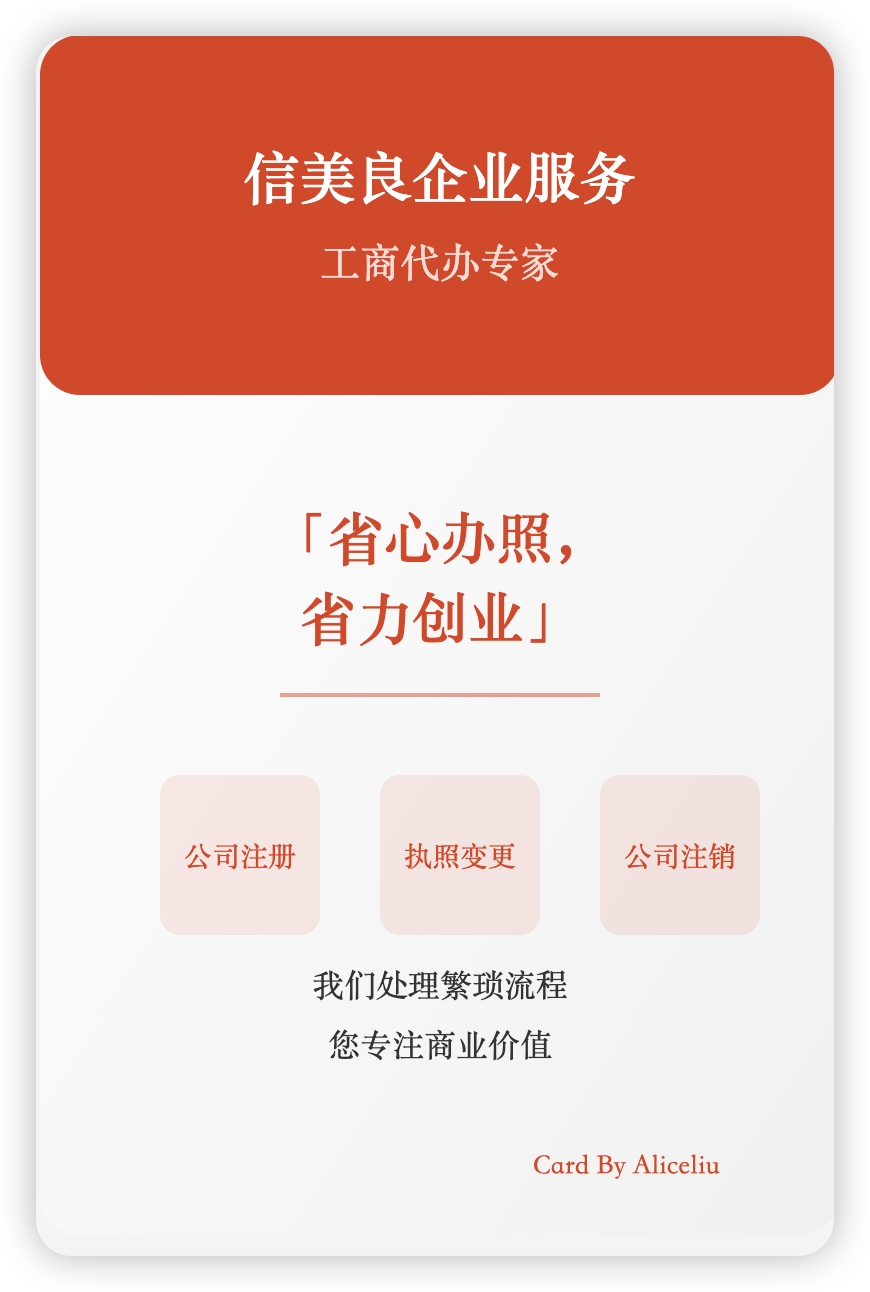 信美良企业服务
工商代办专家
「省心办照，
省力创业」
公司注册
执照变更
公司注销
我们处理繁琐流程
您专注商业价值
Card By Aliceliu